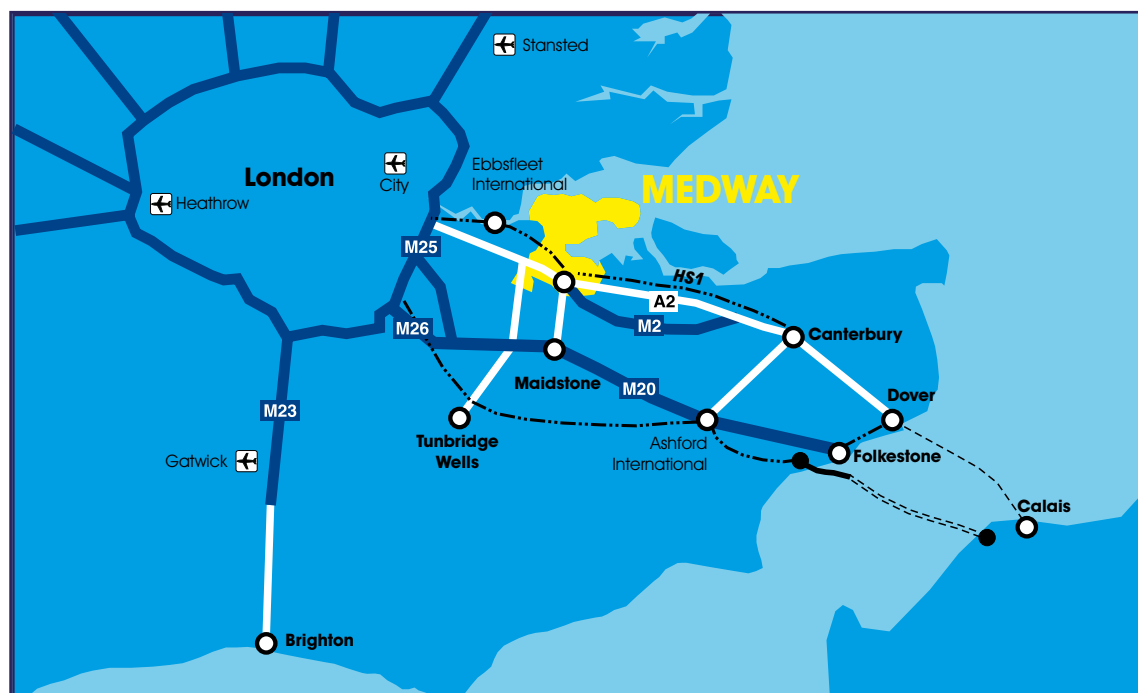 Stansted
London
City
Ebbsfleet
International
MEDWAY
Heathrow
M25
HS1
A2
M26
M2
Canterbury
Maidstone
M20
M23
Dover
Tunbridge
Wells
Ashford
International
Gatwick
Folkestone
Calais
Brighton